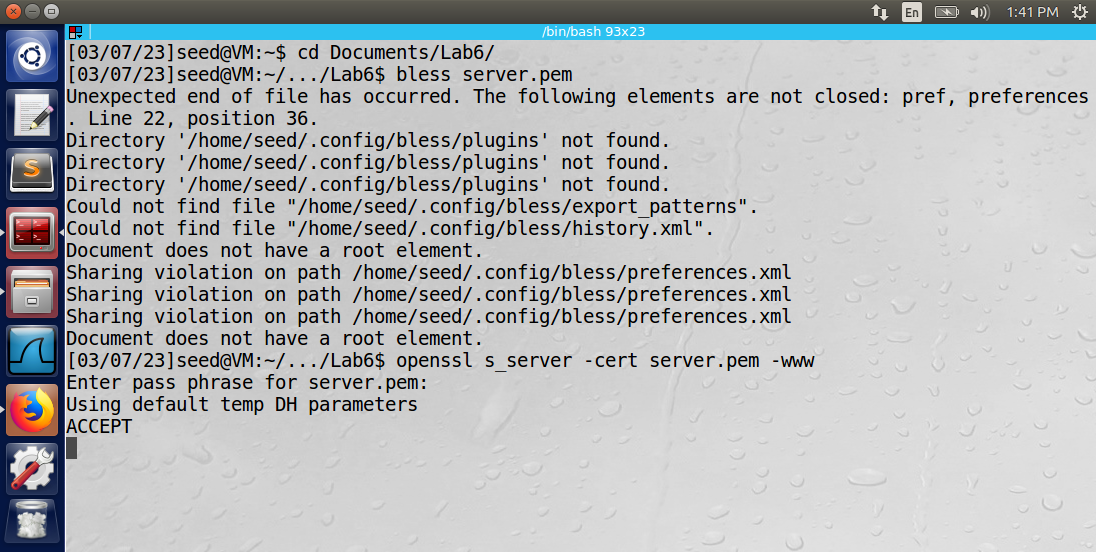 En
1:41 PM
/bin/bash 93x23
[03/07/23]seed@VM:~$ cd Documents/Lab6/
[03/07/23]seed@VM:~/.../Lab6$ bless server.pem
Unexpected end of file has occurred. The following elements are not closed: pref, preferences
. Line 22, position 36.
Directory '/home/seed/.config/bless/plugins' not found.
Directory '/home/seed/.config/bless/plugins' not found.
Directory '/home/seed/.config/bless/plugins' not found.
Could not find file "/home/seed/.config/bless/export_patterns".
Could not find file "/home/seed/.config/bless/history.xml".
Document does not have a root element.
Sharing violation on path /home/seed/.config/bless/preferences.xml
Sharing violation on path /home/seed/.config/bless/preferences.xml
Sharing violation on path /home/seed/.config/bless/preferences.xml
Document does not have a root element.
[03/07/23]seed@VM:~/.../Lab6$ openssl s_server -cert server.pem -www
Enter pass phrase for server.pem:
Using default temp DH parameters
ACCEPT